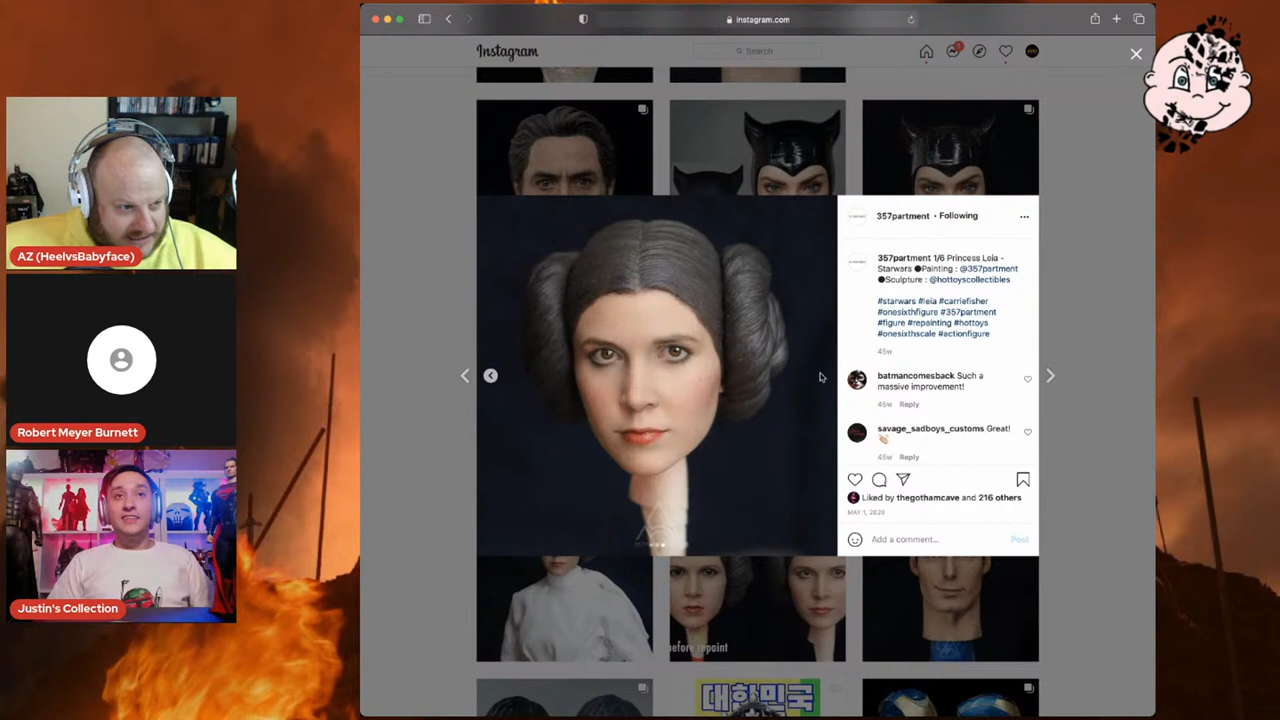 instagram.com
Instagram
Search
AZ (HeelvsBabyface)
Robert Meyer Burnett
Justin's Collection
357partment • Following
357partment 1/6 Princess Leia -
Starwars ●Painting : @357partment
●Sculpture : @hottoyscollectibles
#starwars #leia #carriefisher
#onesixthfigure #357partment
#figure #repainting #hottoys
#onesixthscale #actionfigure
45w
batmancomesback Such a
massive improvement!
45w Reply
savage_sadboys_customs Great!
45w Reply
Liked by thegothamcave and 216 others
MAY 1, 2020
Add a comment...
Post
before repaint
대한민국